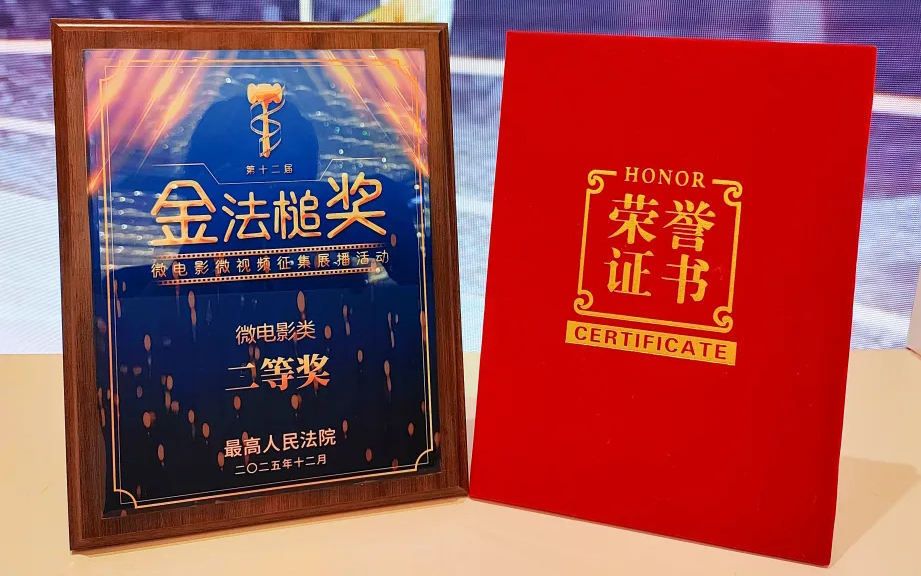 第十二届
金法槌奖
微电影微视频征集展播活动
微电影类
二等奖
最高人民法院
二〇二五年十二月
HONOR
荣誉
证书
CERTIFICATE